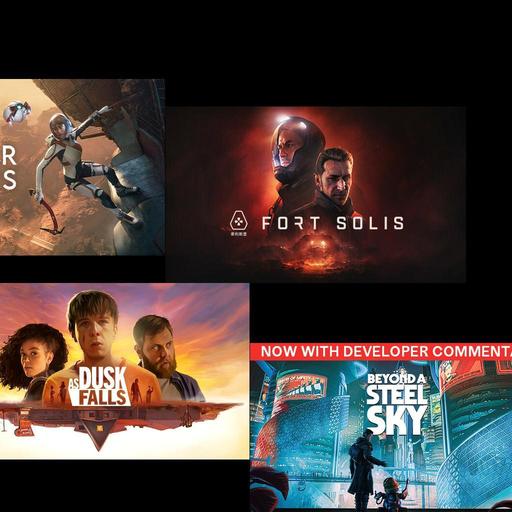 R
S
FORT SOLIS
AS DUSK
FALLS
NOW WITH DEVELOPER COMMENTA
BEYOND A
STEEL
SKY